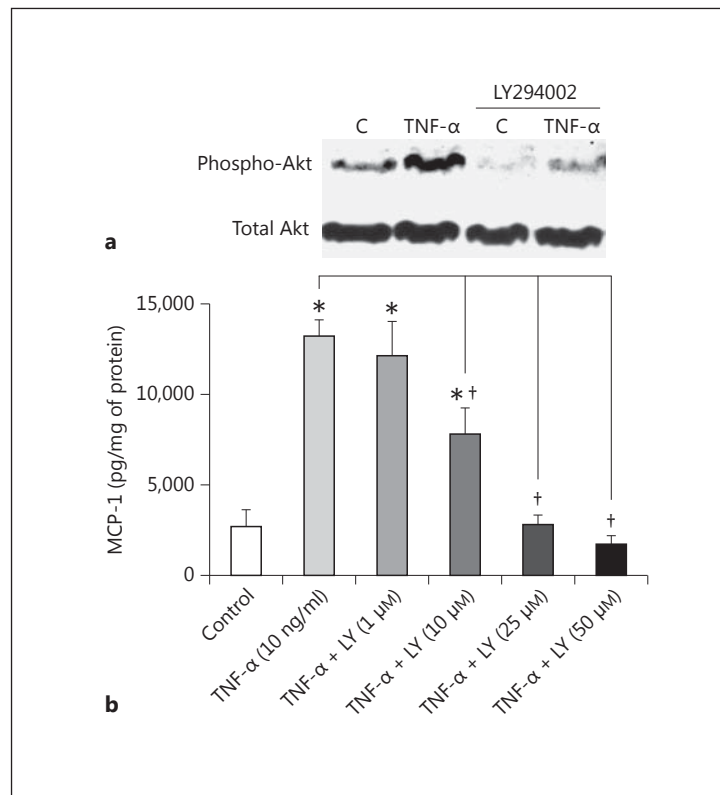 LY294002
C TNF-α C TNF-α
Phospho-Akt
Total Akt
a
15,000
10,000
5,000
0
MCP-1 (pg/mg of protein)
* * *† † †
Control
TNF-α (10 ng/ml)
TNF-α + LY (1 µM)
TNF-α + LY (10 µM)
TNF-α + LY (25 µM)
TNF-α + LY (50 µM)
b